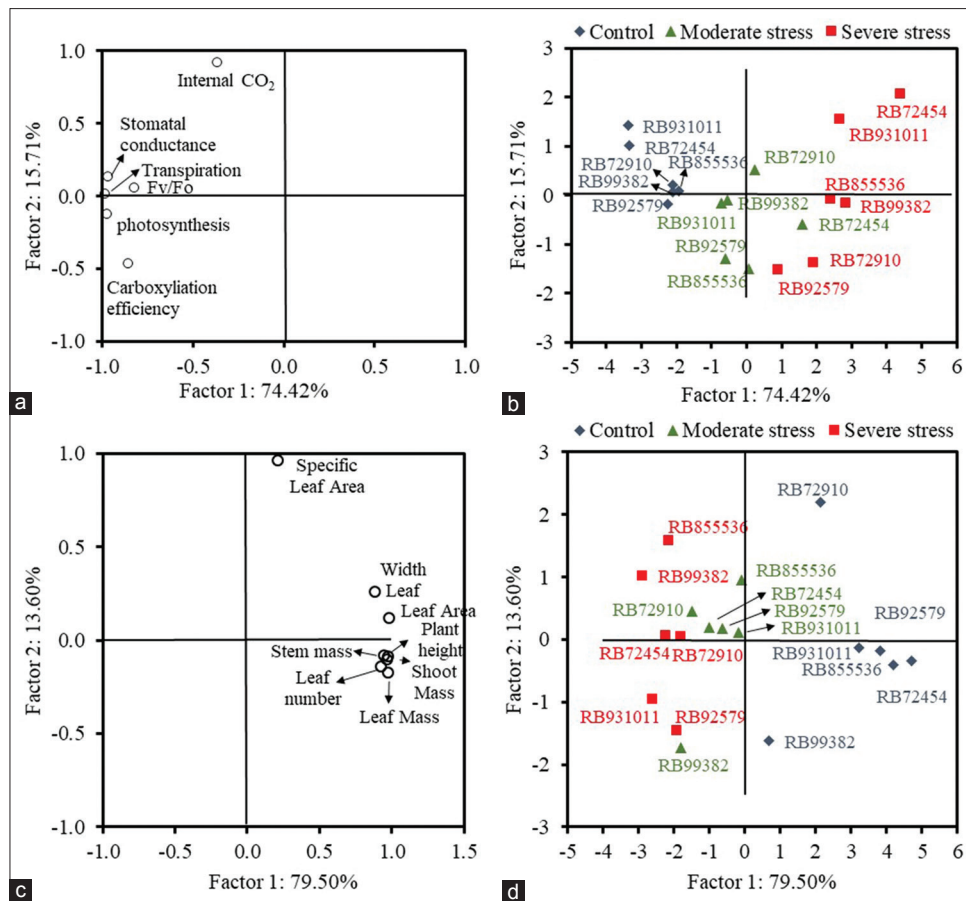 1.0
0.5
0.0
-0.5
-1.0
-1.0
-0.5
0.0
0.5
1.0
Factor 2: 15.71%
Factor 1: 74.42%
Internal CO₂
Stomatal
conductance
Transpiration
Fv/Fo
photosynthesis
Carboxyliation
efficiency
a
Control
Moderate stress
Severe stress
3
2
1
0
-1
-2
-3
-5
-4
-3
-2
-1
0
1
2
3
4
5
6
Factor 2: 15.71%
Factor 1: 74.42%
RB931011
RB72454
RB72910
RB855536
RB99382
RB92579
RB72910
RB99382
RB931011
RB92579
RB855536
RB72454
RB72454
RB931011
RB855536
RB99382
RB72910
RB92579
b
1.0
0.5
0.0
-0.5
-1.0
-1.0
-0.5
0.0
0.5
1.0
1.5
Factor 2: 13.60%
Factor 1: 79.50%
Specific
Leaf Area
Width
Leaf
Leaf Area
Plant
height
Stem mass
Shoot
Mass
Leaf
number
Leaf Mass
c
Control
Moderate stress
Severe stress
3
2
1
0
-1
-2
-3
-5
-4
-3
-2
-1
0
1
2
3
4
5
6
Factor 2: 13.60%
Factor 1: 79.50%
RB72910
RB855536
RB99382
RB855536
RB72454
RB72910
RB92579
RB92579
RB931011
RB72454
RB72910
RB931011
RB855536
RB72454
RB931011
RB92579
RB99382
RB99382
d